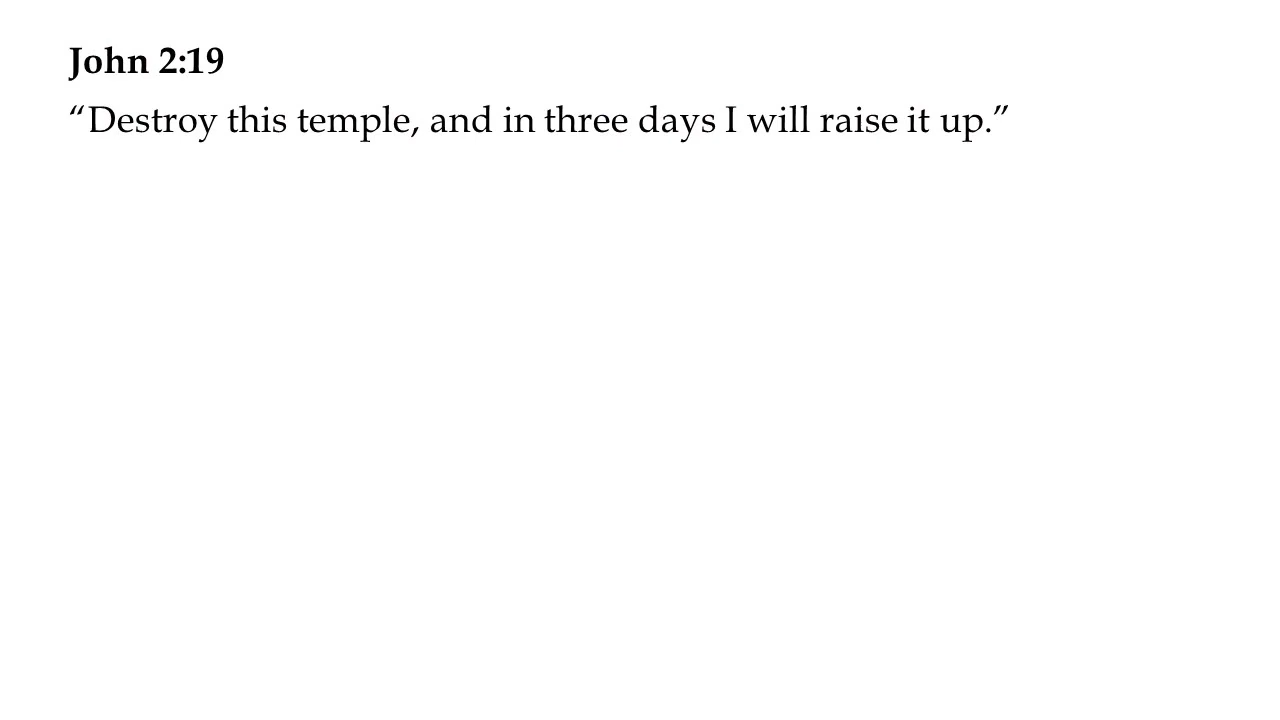 John 2:19
“Destroy this temple, and in three days I will raise it up.”